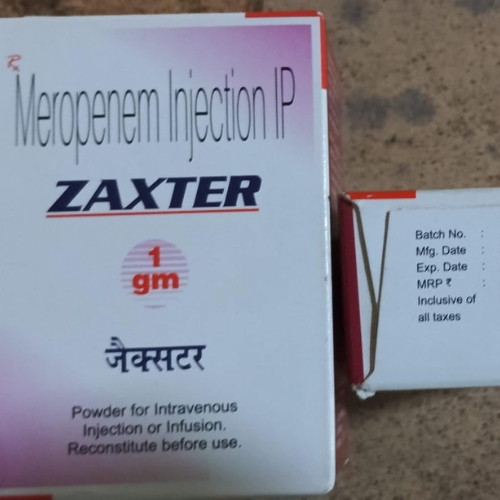 Rx
Meropenem Injection IP
ZAXTER
1
gm
जैक्सटर
Powder for Intravenous
Injection or Infusion.
Reconstitute before use.
Batch No. :
Mfg. Date :
Exp. Date :
MRP ₹ :
Inclusive of
all taxes